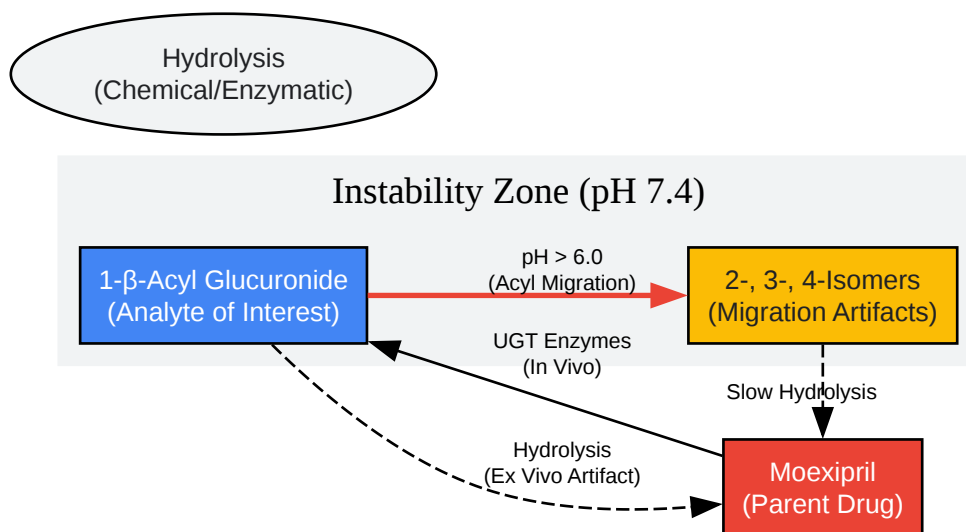 Hydrolysis
(Chemical/Enzymatic)
Instability Zone (pH 7.4)
1-β-Acyl Glucuronide
(Analyte of Interest)
pH > 6.0
(Acyl Migration)
2-, 3-, 4-Isomers
(Migration Artifacts)
UGT Enzymes
(In Vivo)
Slow Hydrolysis
Hydrolysis
(Ex Vivo Artifact)
Moexipril
(Parent Drug)